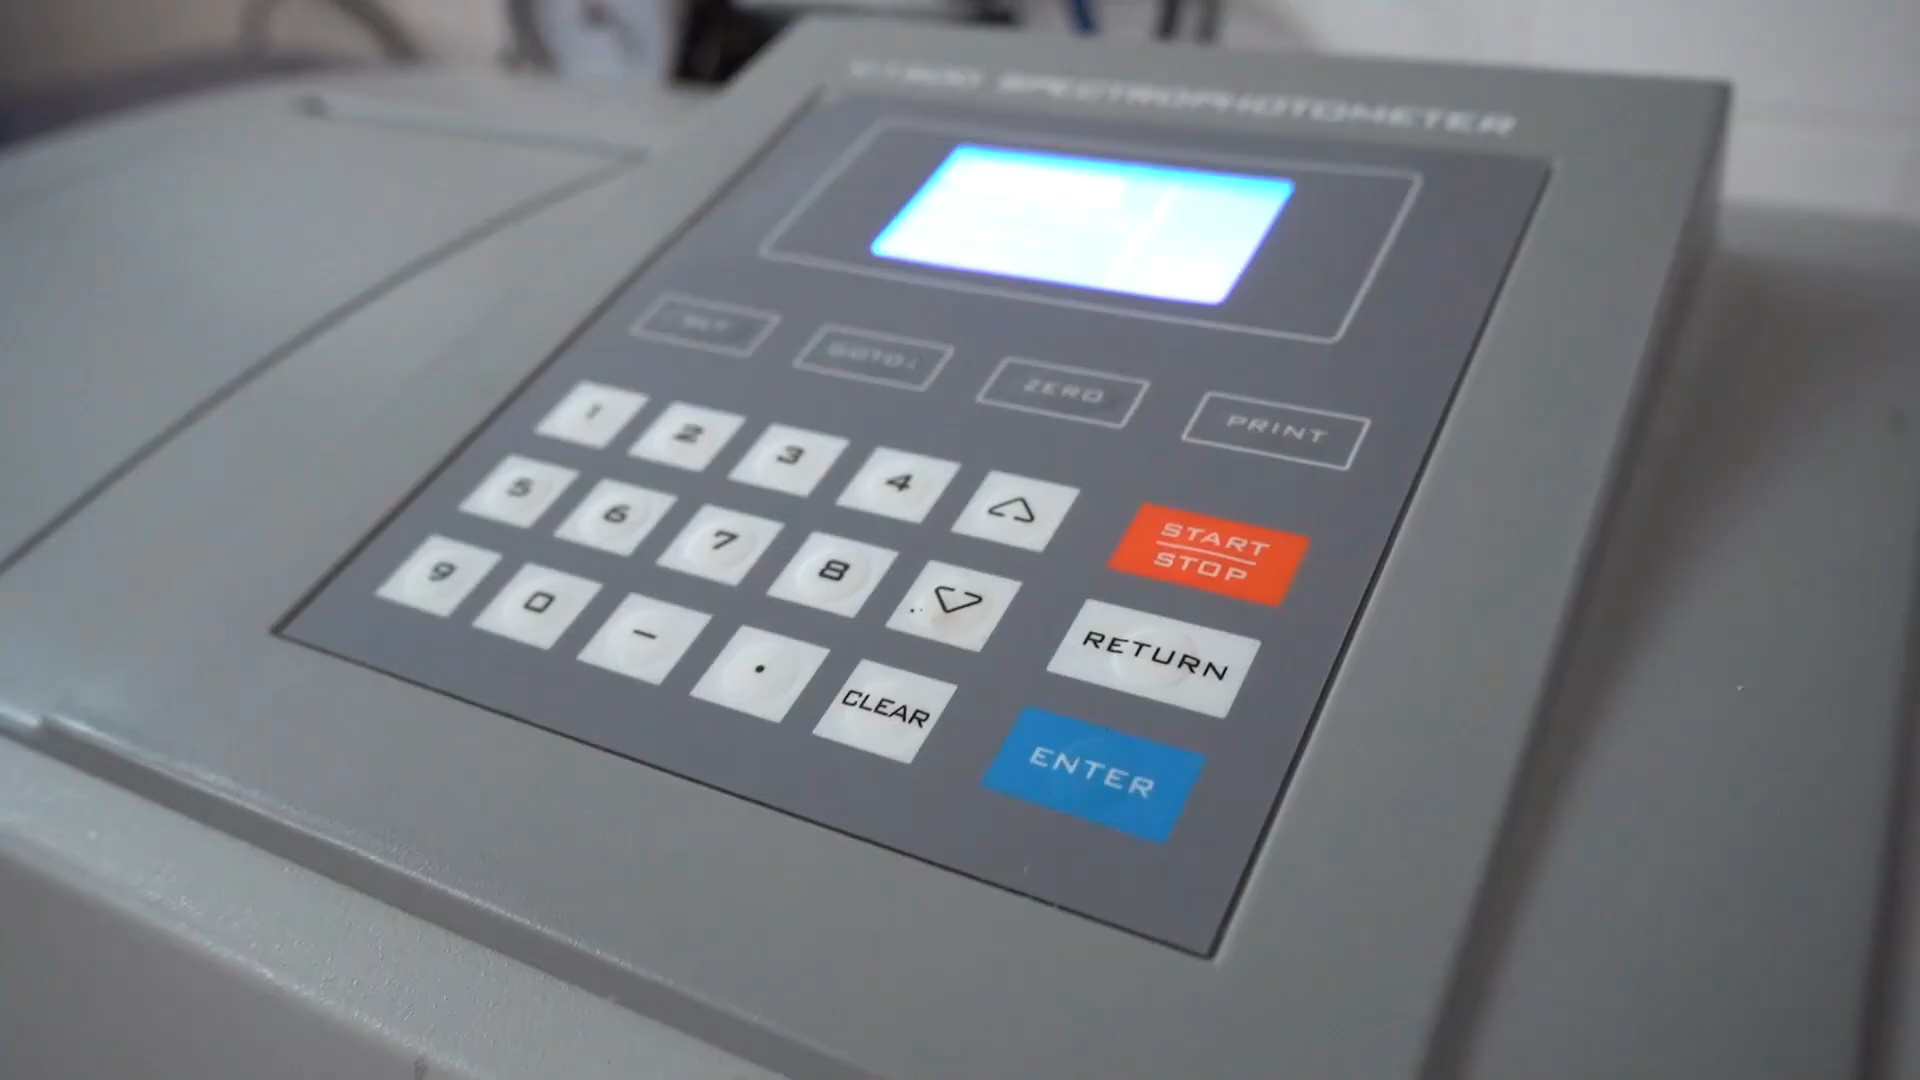 SPECTROPHOTOMETER
ZERO
PRINT
1
2
3
4
START
STOP
5
6
7
8
RETURN
9
0
-
.
CLEAR
ENTER